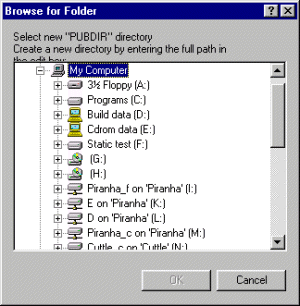 Browse for Folder
Select new "PUBDIR" directory
Create a new directory by entering the full path in
the edit box
My Computer
3½ Floppy (A:)
Programs (C:)
Build data (D:)
Cdrom data (E:)
Static test (F:)
(G:)
(H:)
Piranha_f on 'Piranha' (I:)
E on 'Piranha' (K:)
D on 'Piranha' (L:)
Piranha_c on 'Piranha' (M:)
Cuttle_c on 'Cuttle' (N:)
OK
Cancel